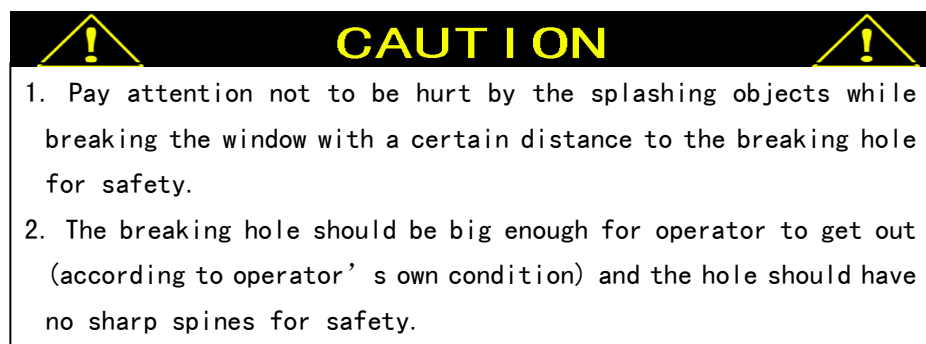 CAUTION
1. Pay attention not to be hurt by the splashing objects while
breaking the window with a certain distance to the breaking hole
for safety.
2. The breaking hole should be big enough for operator to get out
(according to operator’s own condition) and the hole should have
no sharp spines for safety.